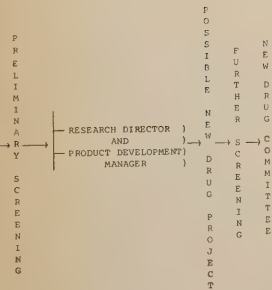 PRELIMINARY SCREENING
RESEARCH DIRECTOR )
AND )
PRODUCT DEVELOPMENT)
MANAGER )
POSSIBLE NEW DRUG PROJECT
FURTHER SCREENING
NEW DRUG COMMITTEE